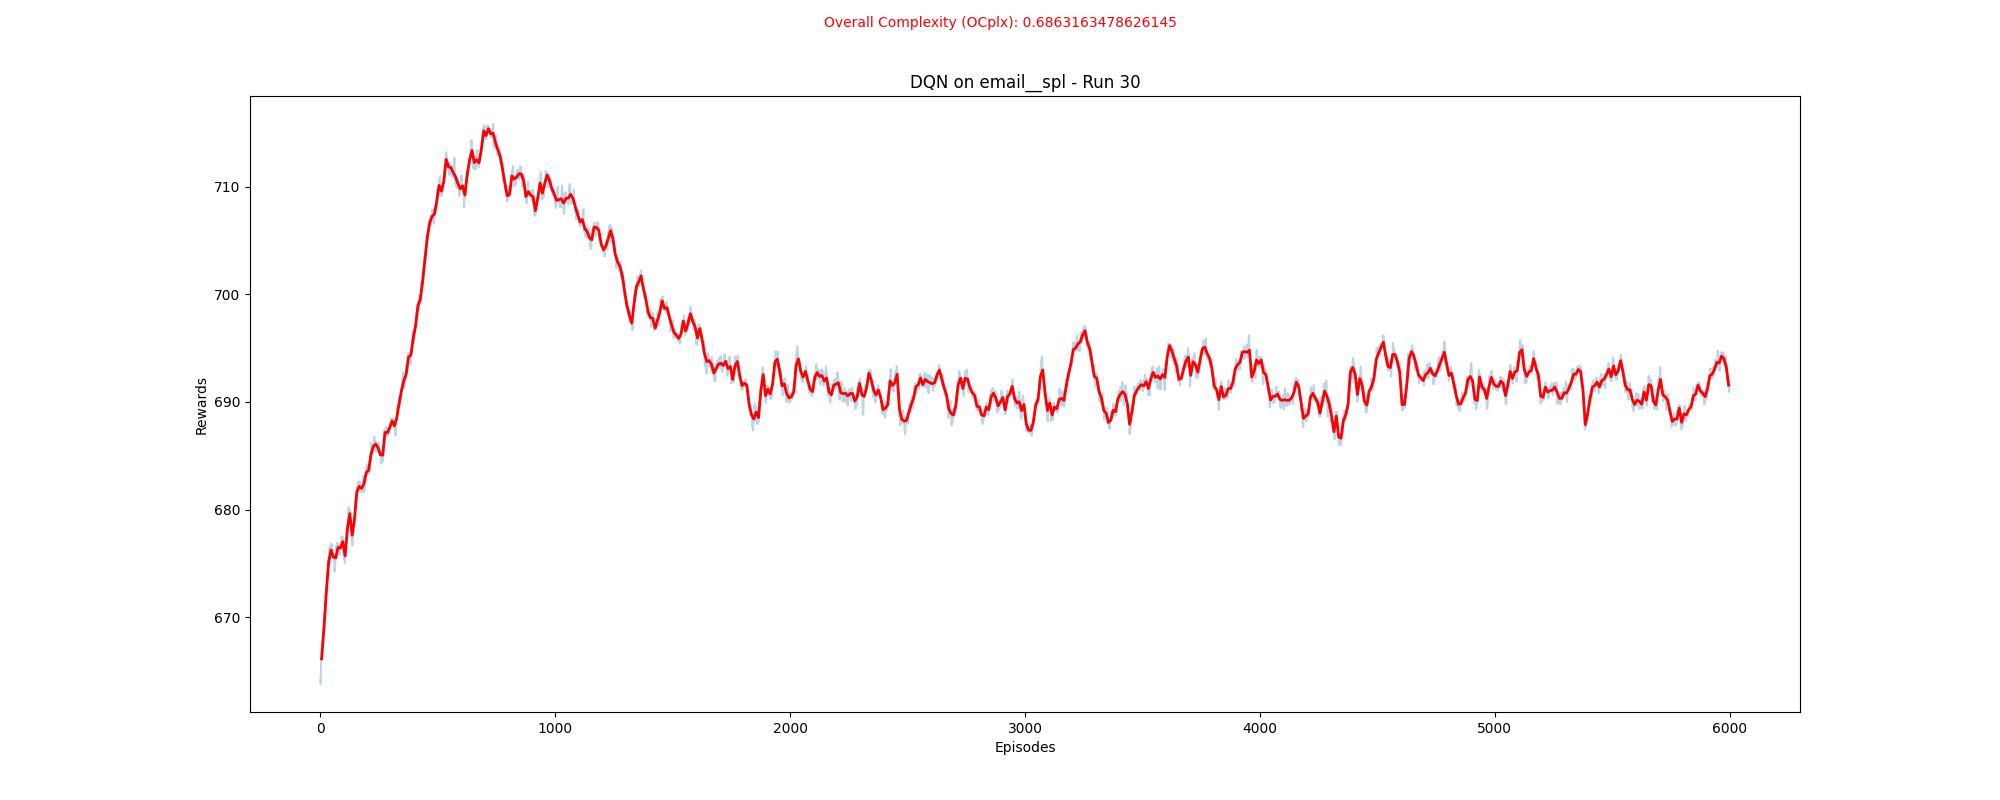 Overall Complexity (OCplx): 0.6863163478626145
DQN on email__spl - Run 30
Rewards
710
700
690
680
670
0 1000 2000 3000 4000 5000 6000
Episodes